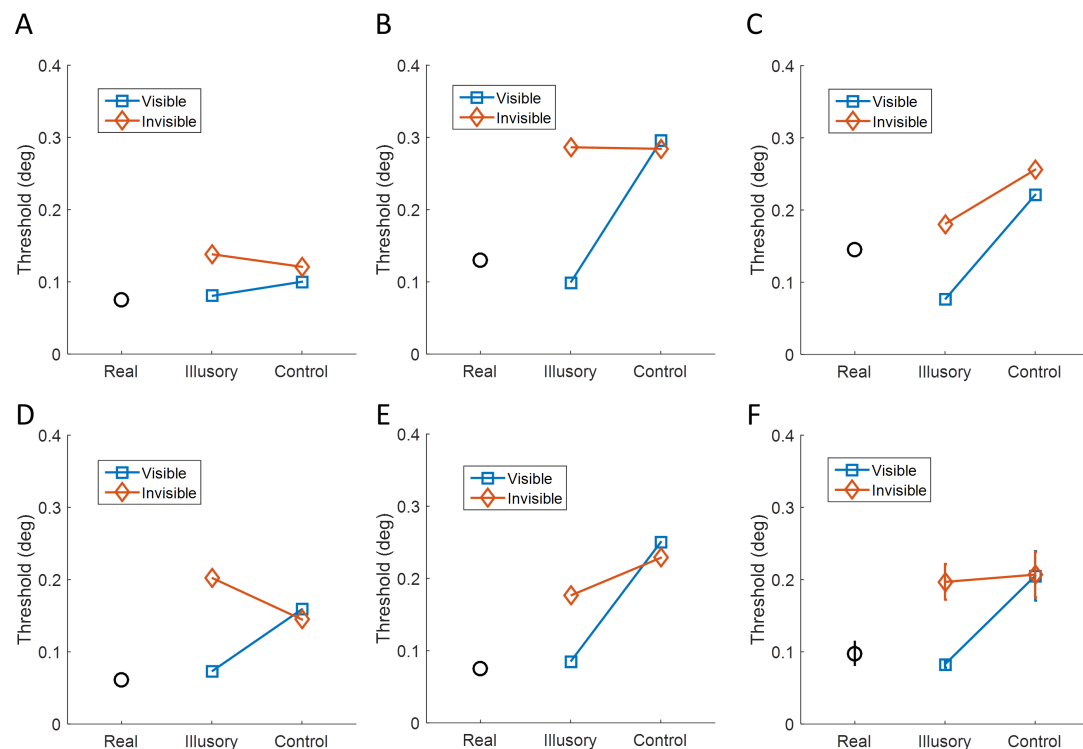 A
Threshold (deg)
0.4
0.3
0.2
0.1
0
Visible
Invisible
Real Illusory Control
B
Threshold (deg)
0.4
0.3
0.2
0.1
0
Visible
Invisible
Real Illusory Control
C
Threshold (deg)
0.4
0.3
0.2
0.1
0
Visible
Invisible
Real Illusory Control
D
Threshold (deg)
0.4
0.3
0.2
0.1
0
Visible
Invisible
Real Illusory Control
E
Threshold (deg)
0.4
0.3
0.2
0.1
0
Visible
Invisible
Real Illusory Control
F
Threshold (deg)
0.4
0.3
0.2
0.1
0
Visible
Invisible
Real Illusory Control